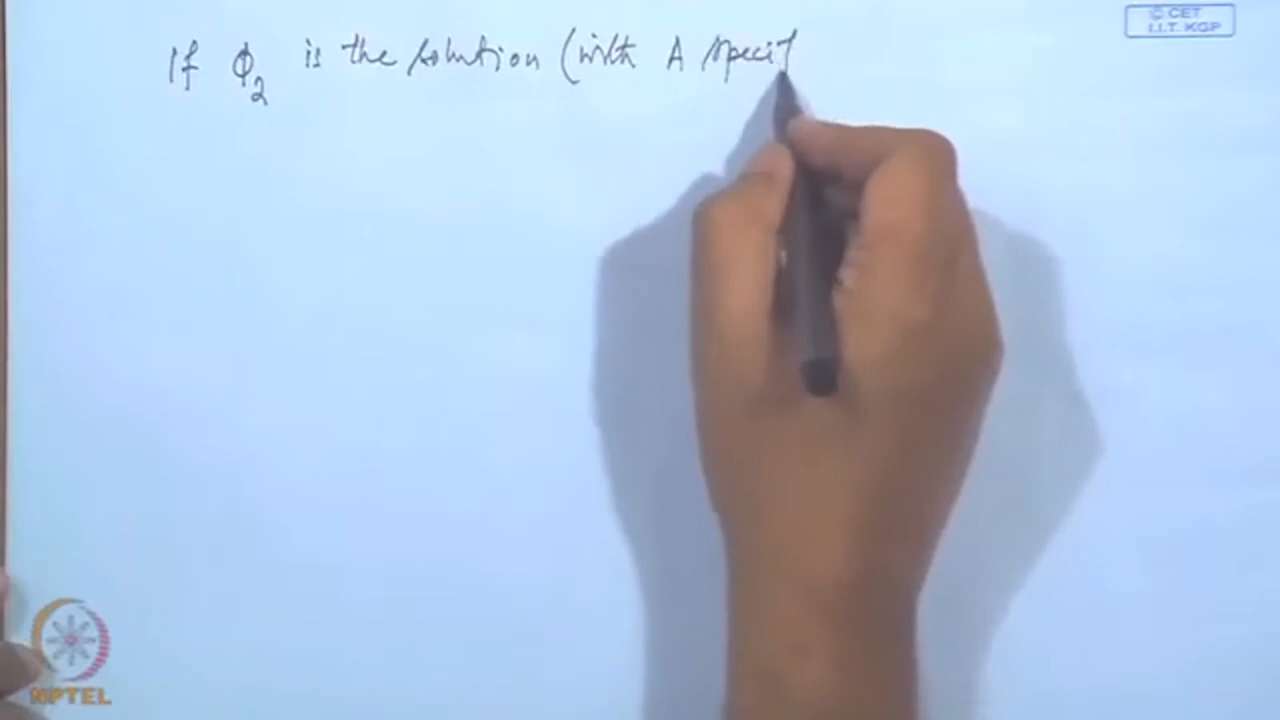 © CET
I.I.T. KGP
If Φ₂ is the solution (with A specif
NPTEL